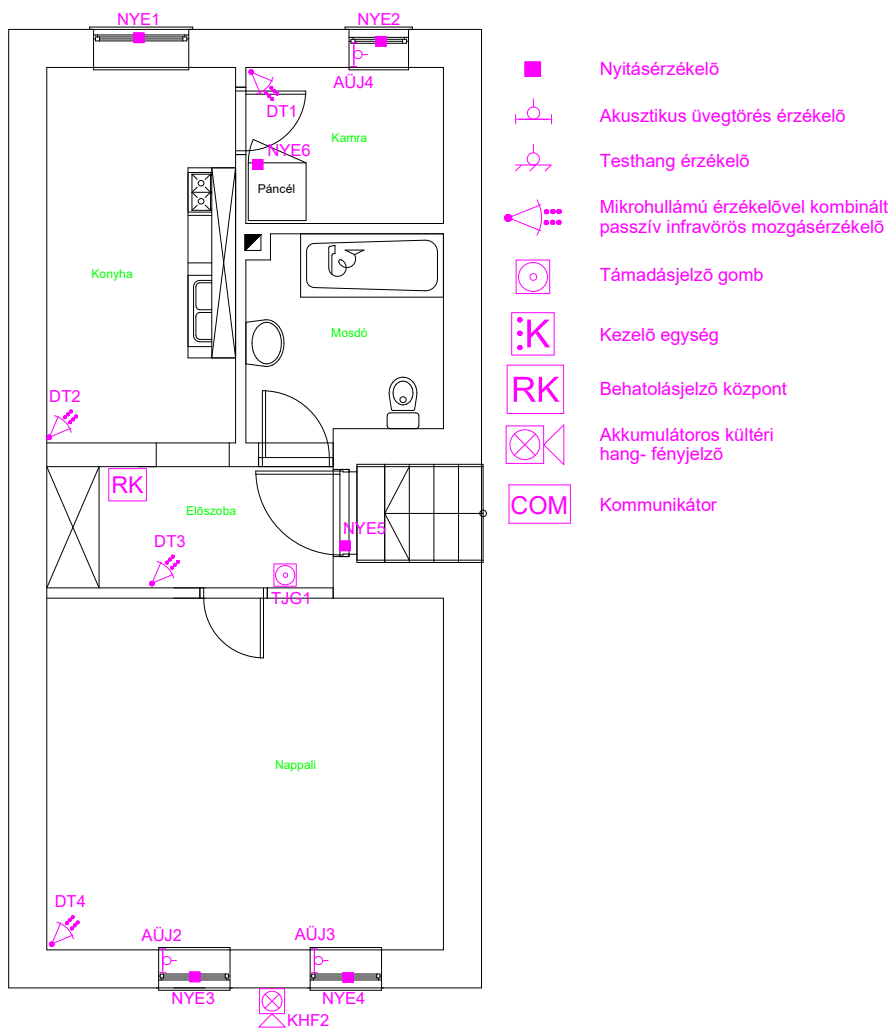 NYE1
NYE2
AÜJ4
DT1
Kamra
NYE6
Páncél
Konyha
Mosdó
DT2
RK
Elõszoba
NYE5
DT3
TJG1
Nappali
DT4
AÜJ2
AÜJ3
NYE3
NYE4
KHF2
Nyitásérzékelõ
Akusztikus üvegtörés érzékelõ
Testhang érzékelõ
Mikrohullámú érzékelõvel kombinált
passzív infravörös mozgásérzékelõ
Támadásjelzõ gomb
K
Kezelõ egység
RK
Behatolásjelzõ központ
Akkumulátoros kültéri
hang- fényjelzõ
COM
Kommunikátor